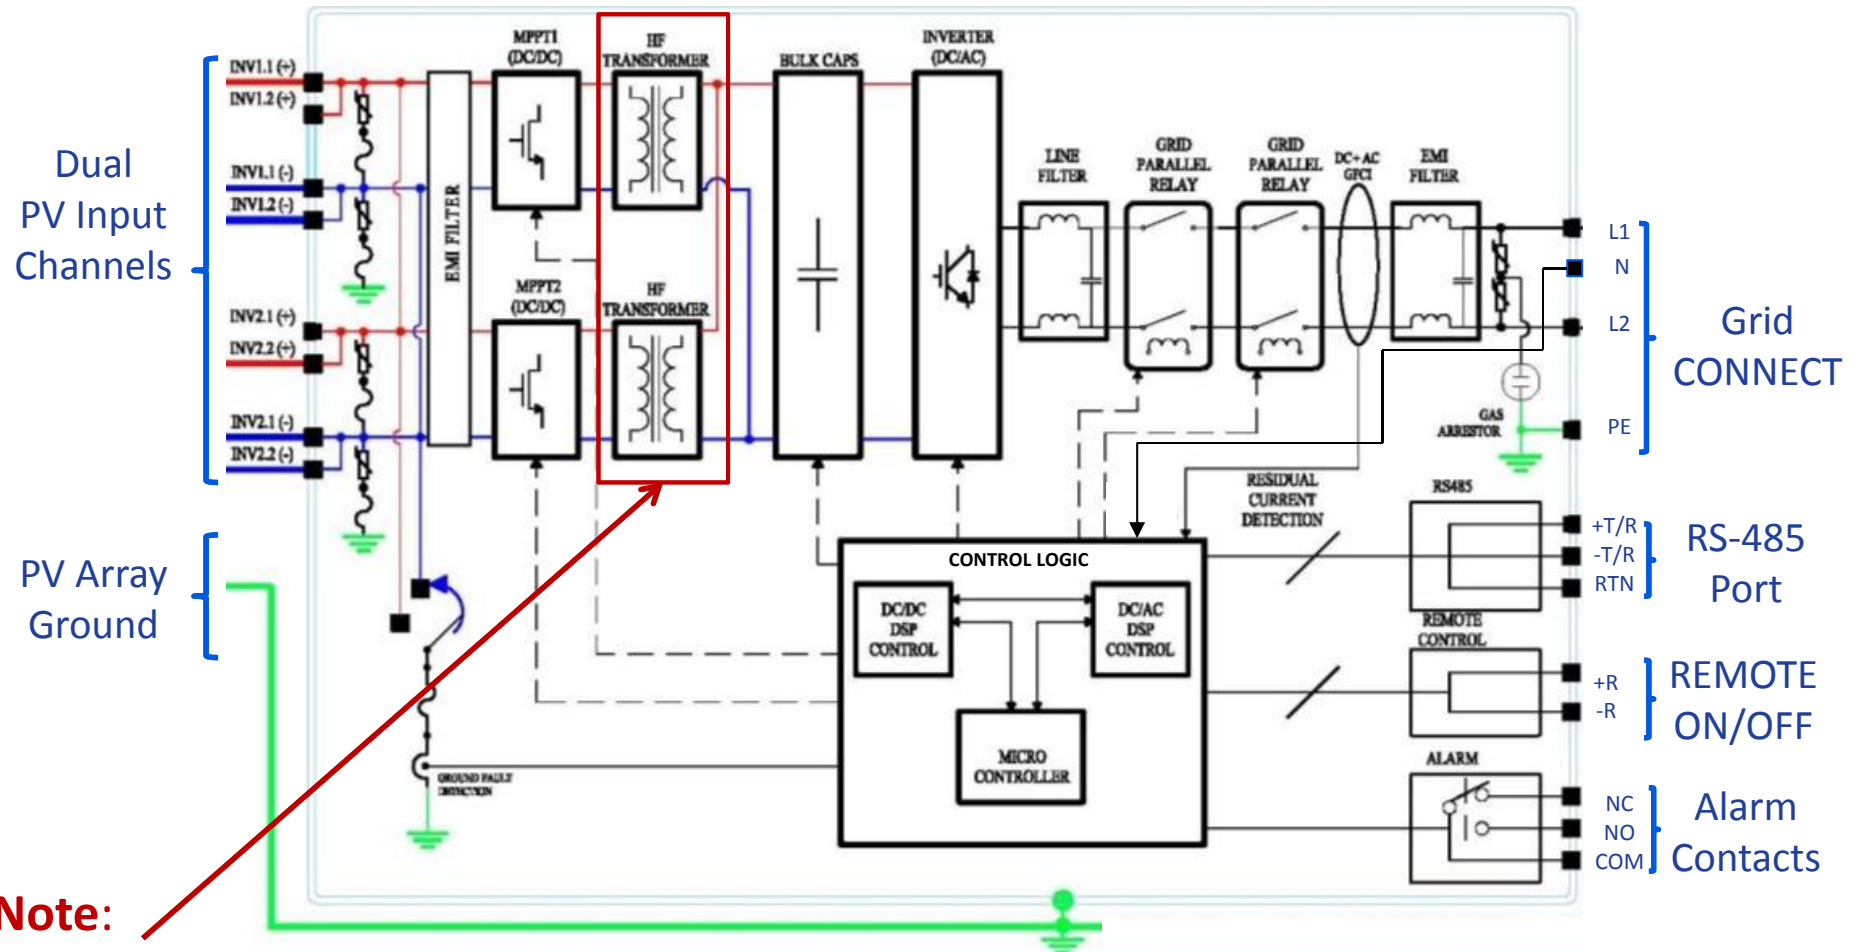 Dual
PV Input
Channels
PV Array
Ground
INV1.1 (+)
INV1.2 (+)
INV1.1 (-)
INV1.2 (-)
INV2.1 (+)
INV2.2 (+)
INV2.1 (-)
INV2.2 (-)
EMI FILTER
MPPT1
(DC/DC)
HF
TRANSFORMER
MPPT2
(DC/DC)
HF
TRANSFORMER
BULK CAPS
INVERTER
(DC/AC)
LINE
FILTER
GRID
PARALLEL
RELAY
GRID
PARALLEL
RELAY
DC+AC
GFCI
EMI
FILTER
GAS
ARRESTOR
L1
N
L2
PE
Grid
CONNECT
RESIDUAL
CURRENT
DETECTION
CONTROL LOGIC
DC/DC
DSP
CONTROL
DC/AC
DSP
CONTROL
MICRO
CONTROLLER
GROUND FAULT
DETECTION
RS485
+T/R
-T/R
RTN
RS-485
Port
REMOTE
CONTROL
+R
-R
REMOTE
ON/OFF
ALARM
NC
NO
COM
Alarm
Contacts
Note: